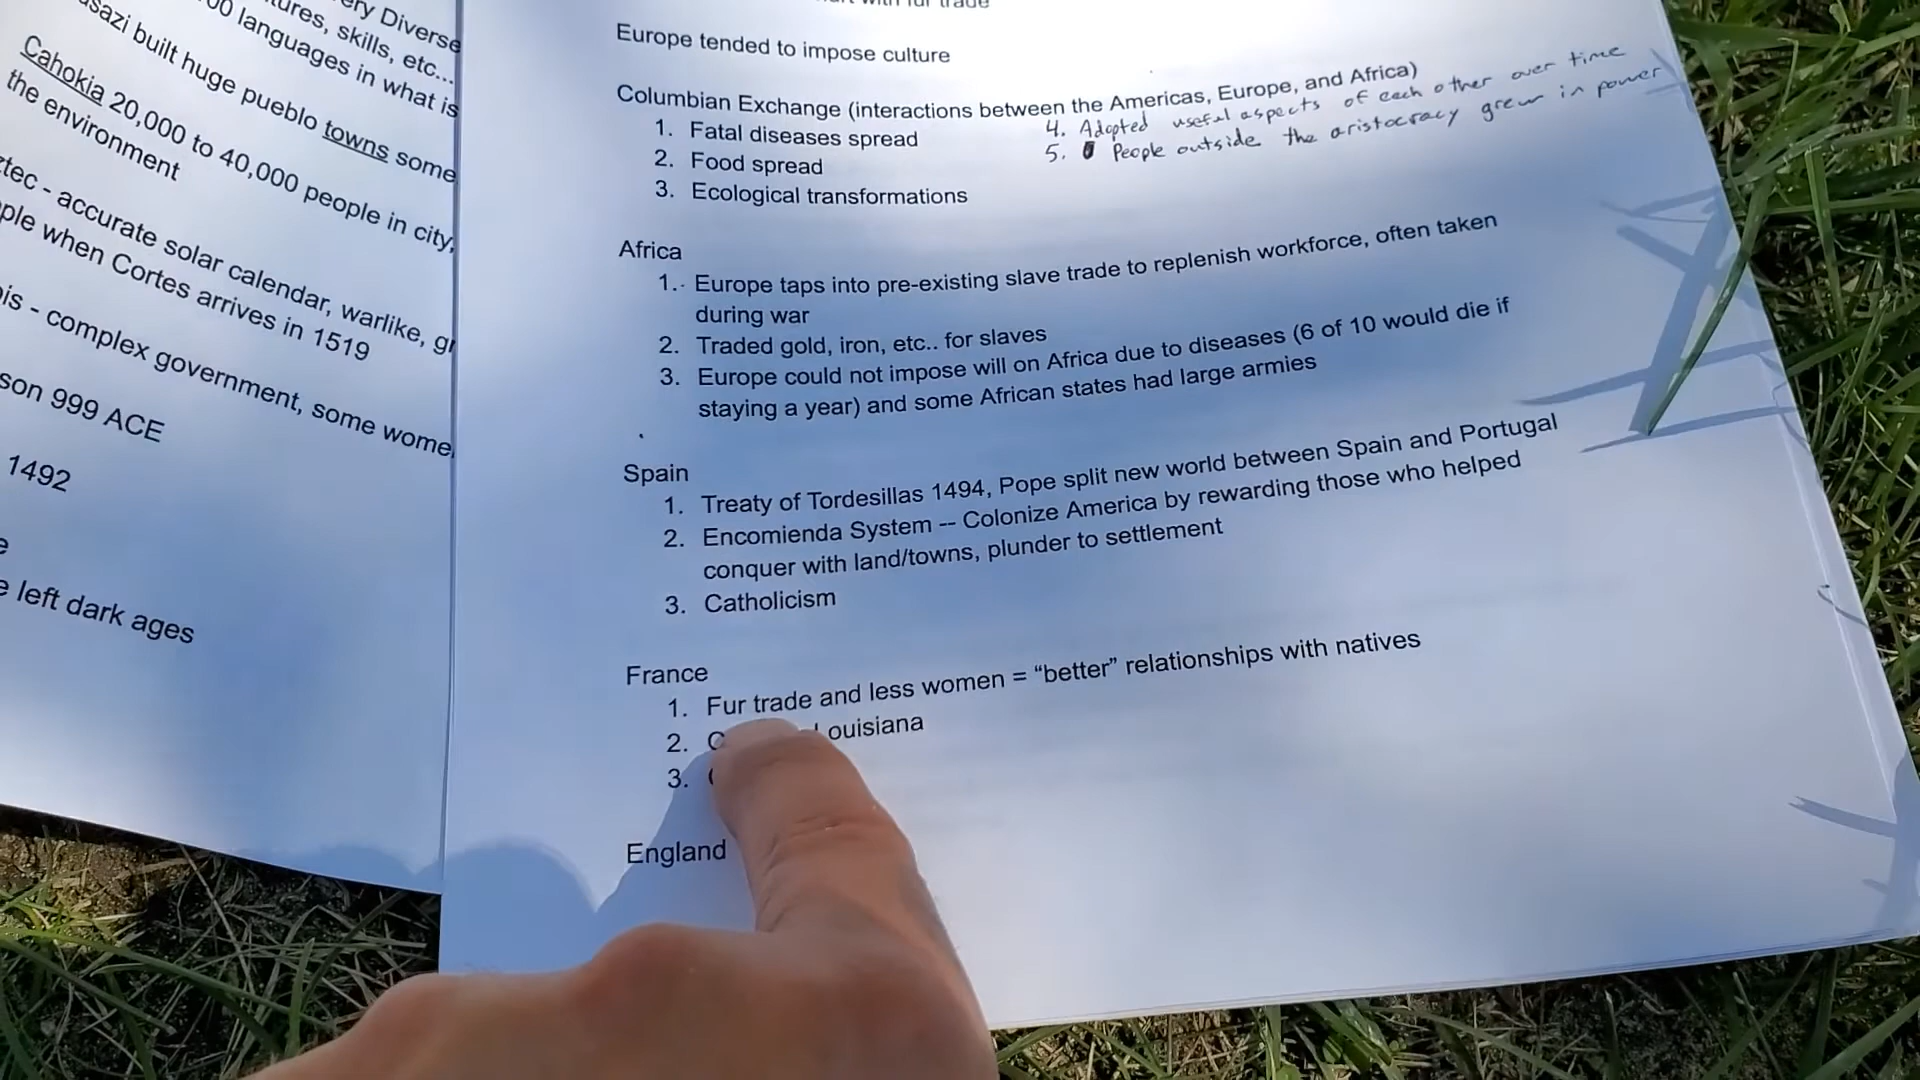 ery Diverse
tures, skills, etc...
00 languages in what is
sazi built huge pueblo towns some
Cahokia 20,000 to 40,000 people in city,
the environment
ztec - accurate solar calendar, warlike, gr
ple when Cortes arrives in 1519
is - complex government, some wome
son 999 ACE
1492
e
e left dark ages
with fur trade
Europe tended to impose culture
Columbian Exchange (interactions between the Americas, Europe, and Africa)
1. Fatal diseases spread
2. Food spread
3. Ecological transformations
4. Adopted useful aspects of each other over time
5. People outside the aristocracy grew in power
Africa
1. Europe taps into pre-existing slave trade to replenish workforce, often taken
during war
2. Traded gold, iron, etc.. for slaves
3. Europe could not impose will on Africa due to diseases (6 of 10 would die if
staying a year) and some African states had large armies
Spain
1. Treaty of Tordesillas 1494, Pope split new world between Spain and Portugal
2. Encomienda System -- Colonize America by rewarding those who helped
conquer with land/towns, plunder to settlement
3. Catholicism
France
1. Fur trade and less women = “better” relationships with natives
2. Louisiana
3.
England